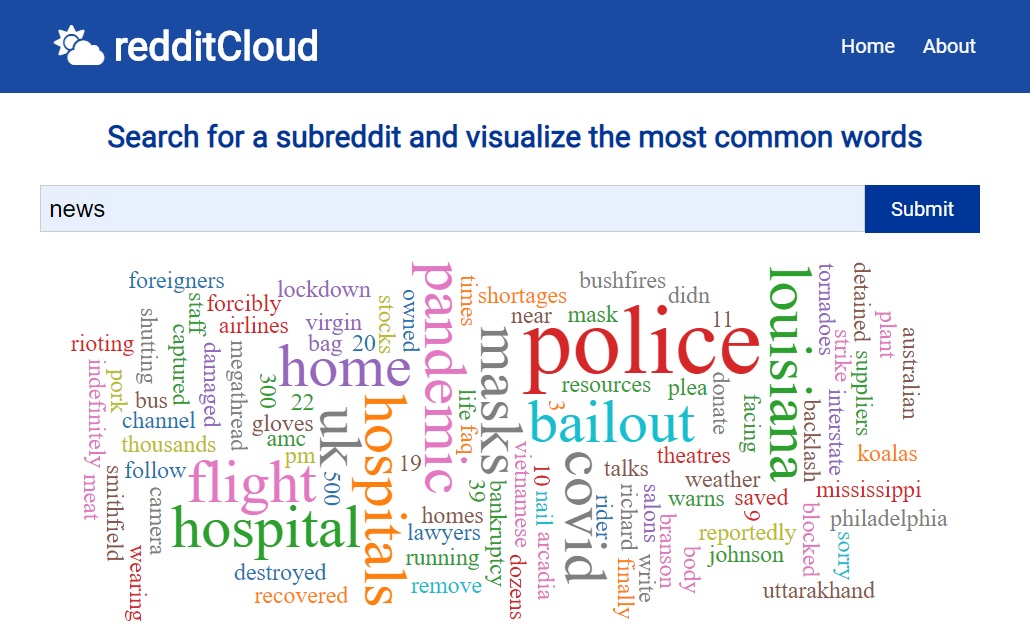 redditCloud
Home
About
Search for a subreddit and visualize the most common words
news
Submit
foreigners
lockdown
pandemic
times
shortages
bushfires
didn
louisiana
tornadoes
detained
plant
australian
staff
forcibly
airlines
virgin
stocks
owned
near
mask
11
police
shutting
rioting
captured
damaged
megathread
bag
20
home
masks
strike
suppliers
indefinitely
pork
bus
300
22
life
faq.
resources
plea
donate
facing
backlash
interstate
channel
gloves
uk
hospitals
3
bailout
thousands
amc
pm
koalas
theatres
follow
flight
500
19
vietnamese
covid
talks
weather
meat
smithfield
camera
39
bankruptcy
10
nail
arcadia
rider
richard
salons
warns
saved
9
mississippi
hospital
homes
lawyers
branson
reportedly
blocked
philadelphia
wearing
running
dozens
finally
write
body
johnson
sorry
destroyed
recovered
remove
uttarakhand